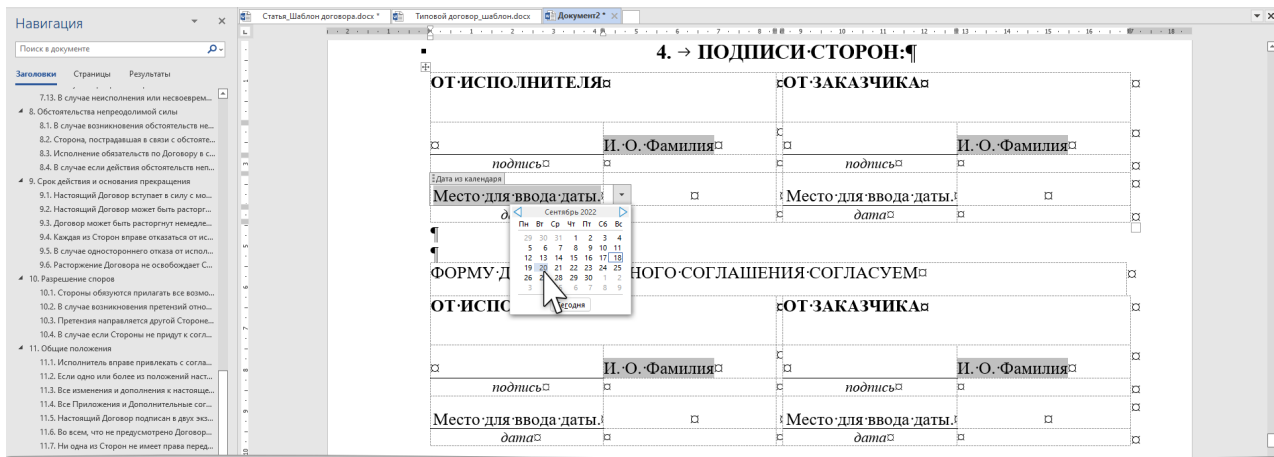 Навигация
Поиск в документе
Заголовки Страницы Результаты
7.13. В случае неисполнения или несвоеврем...
8. Обстоятельства непреодолимой силы
8.1. В случае возникновения обстоятельств не...
8.2. Сторона, пострадавшая в связи с обстояте...
8.3. Исполнение обязательств по Договору в с...
8.4. В случае если действия обстоятельств неп...
9. Срок действия и основания прекращения
9.1. Настоящий Договор вступает в силу с мо...
9.2. Настоящий Договор может быть расторг...
9.3. Договор может быть расторгнут немедле...
9.4. Каждая из Сторон вправе отказаться от ис...
9.5. В случае одностороннего отказа от испол...
9.6. Расторжение Договора не освобождает С...
10. Разрешение споров
10.1. Стороны обязуются прилагать все возмо...
10.2. В случае возникновения претензий отно...
10.3. Претензия направляется другой Стороне...
10.4. В случае если Стороны не придут к согл...
11. Общие положения
11.1. Исполнитель вправе привлекать с согла...
11.2. Если одно или более из положений наст...
11.3. Все изменения и дополнения к настояще...
11.4. Все Приложения и Дополнительные сог...
11.5. Настоящий Договор подписан в двух экз...
11.6. Во всем, что не предусмотрено Договор...
11.7. Ни одна из Сторон не имеет права перед...
Статья_Шаблон договора.docx * Типовой договор_шаблон.docx Документ2 *
4. → ПОДПИСИ·СТОРОН:¶
ОТ·ИСПОЛНИТЕЛЯ¤ ОТ·ЗАКАЗЧИКА¤
И.·О.·Фамилия¤ И.·О.·Фамилия¤
подпись¤ подпись¤
Дата из календаря
Место·для·ввода·даты. Место·для·ввода·даты.
дата¤
Сентябрь 2022
Пн Вт Ср Чт Пт Сб Вс
29 30 31 1 2 3 4
5 6 7 8 9 10 11
12 13 14 15 16 17 18
19 20 21 22 23 24 25
26 28 29 30 1 2
3 6 7 8 9
ФОРМУ НОГО·СОГЛАШЕНИЯ·СОГЛАСУЕМ¤
ОТ·ИСПО ОТ·ЗАКАЗЧИКА¤
И.·О.·Фамилия¤ И.·О.·Фамилия¤
подпись¤ подпись¤
Место·для·ввода·даты. Место·для·ввода·даты.
дата¤ дата¤